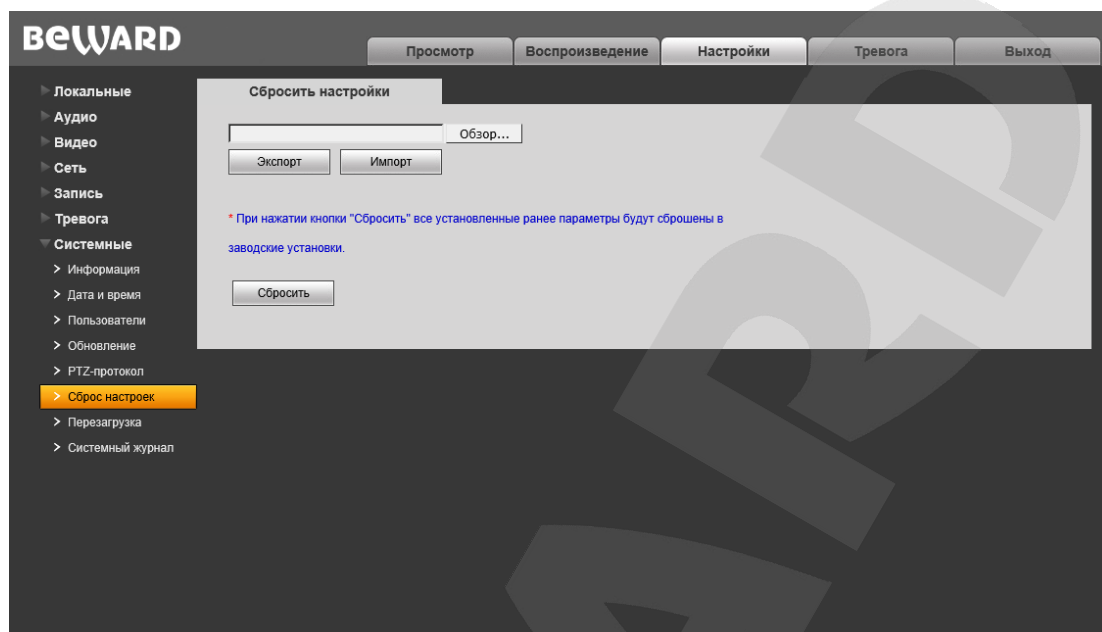 BEWARD
Просмотр Воспроизведение Настройки Тревога Выход
Локальные
Аудио
Видео
Сеть
Запись
Тревога
Системные
> Информация
> Дата и время
> Пользователи
> Обновление
> PTZ-протокол
> Сброс настроек
> Перезагрузка
> Системный журнал
Сбросить настройки
Обзор...
Экспорт Импорт
* При нажатии кнопки "Сбросить" все установленные ранее параметры будут сброшены в
заводские установки.
Сбросить